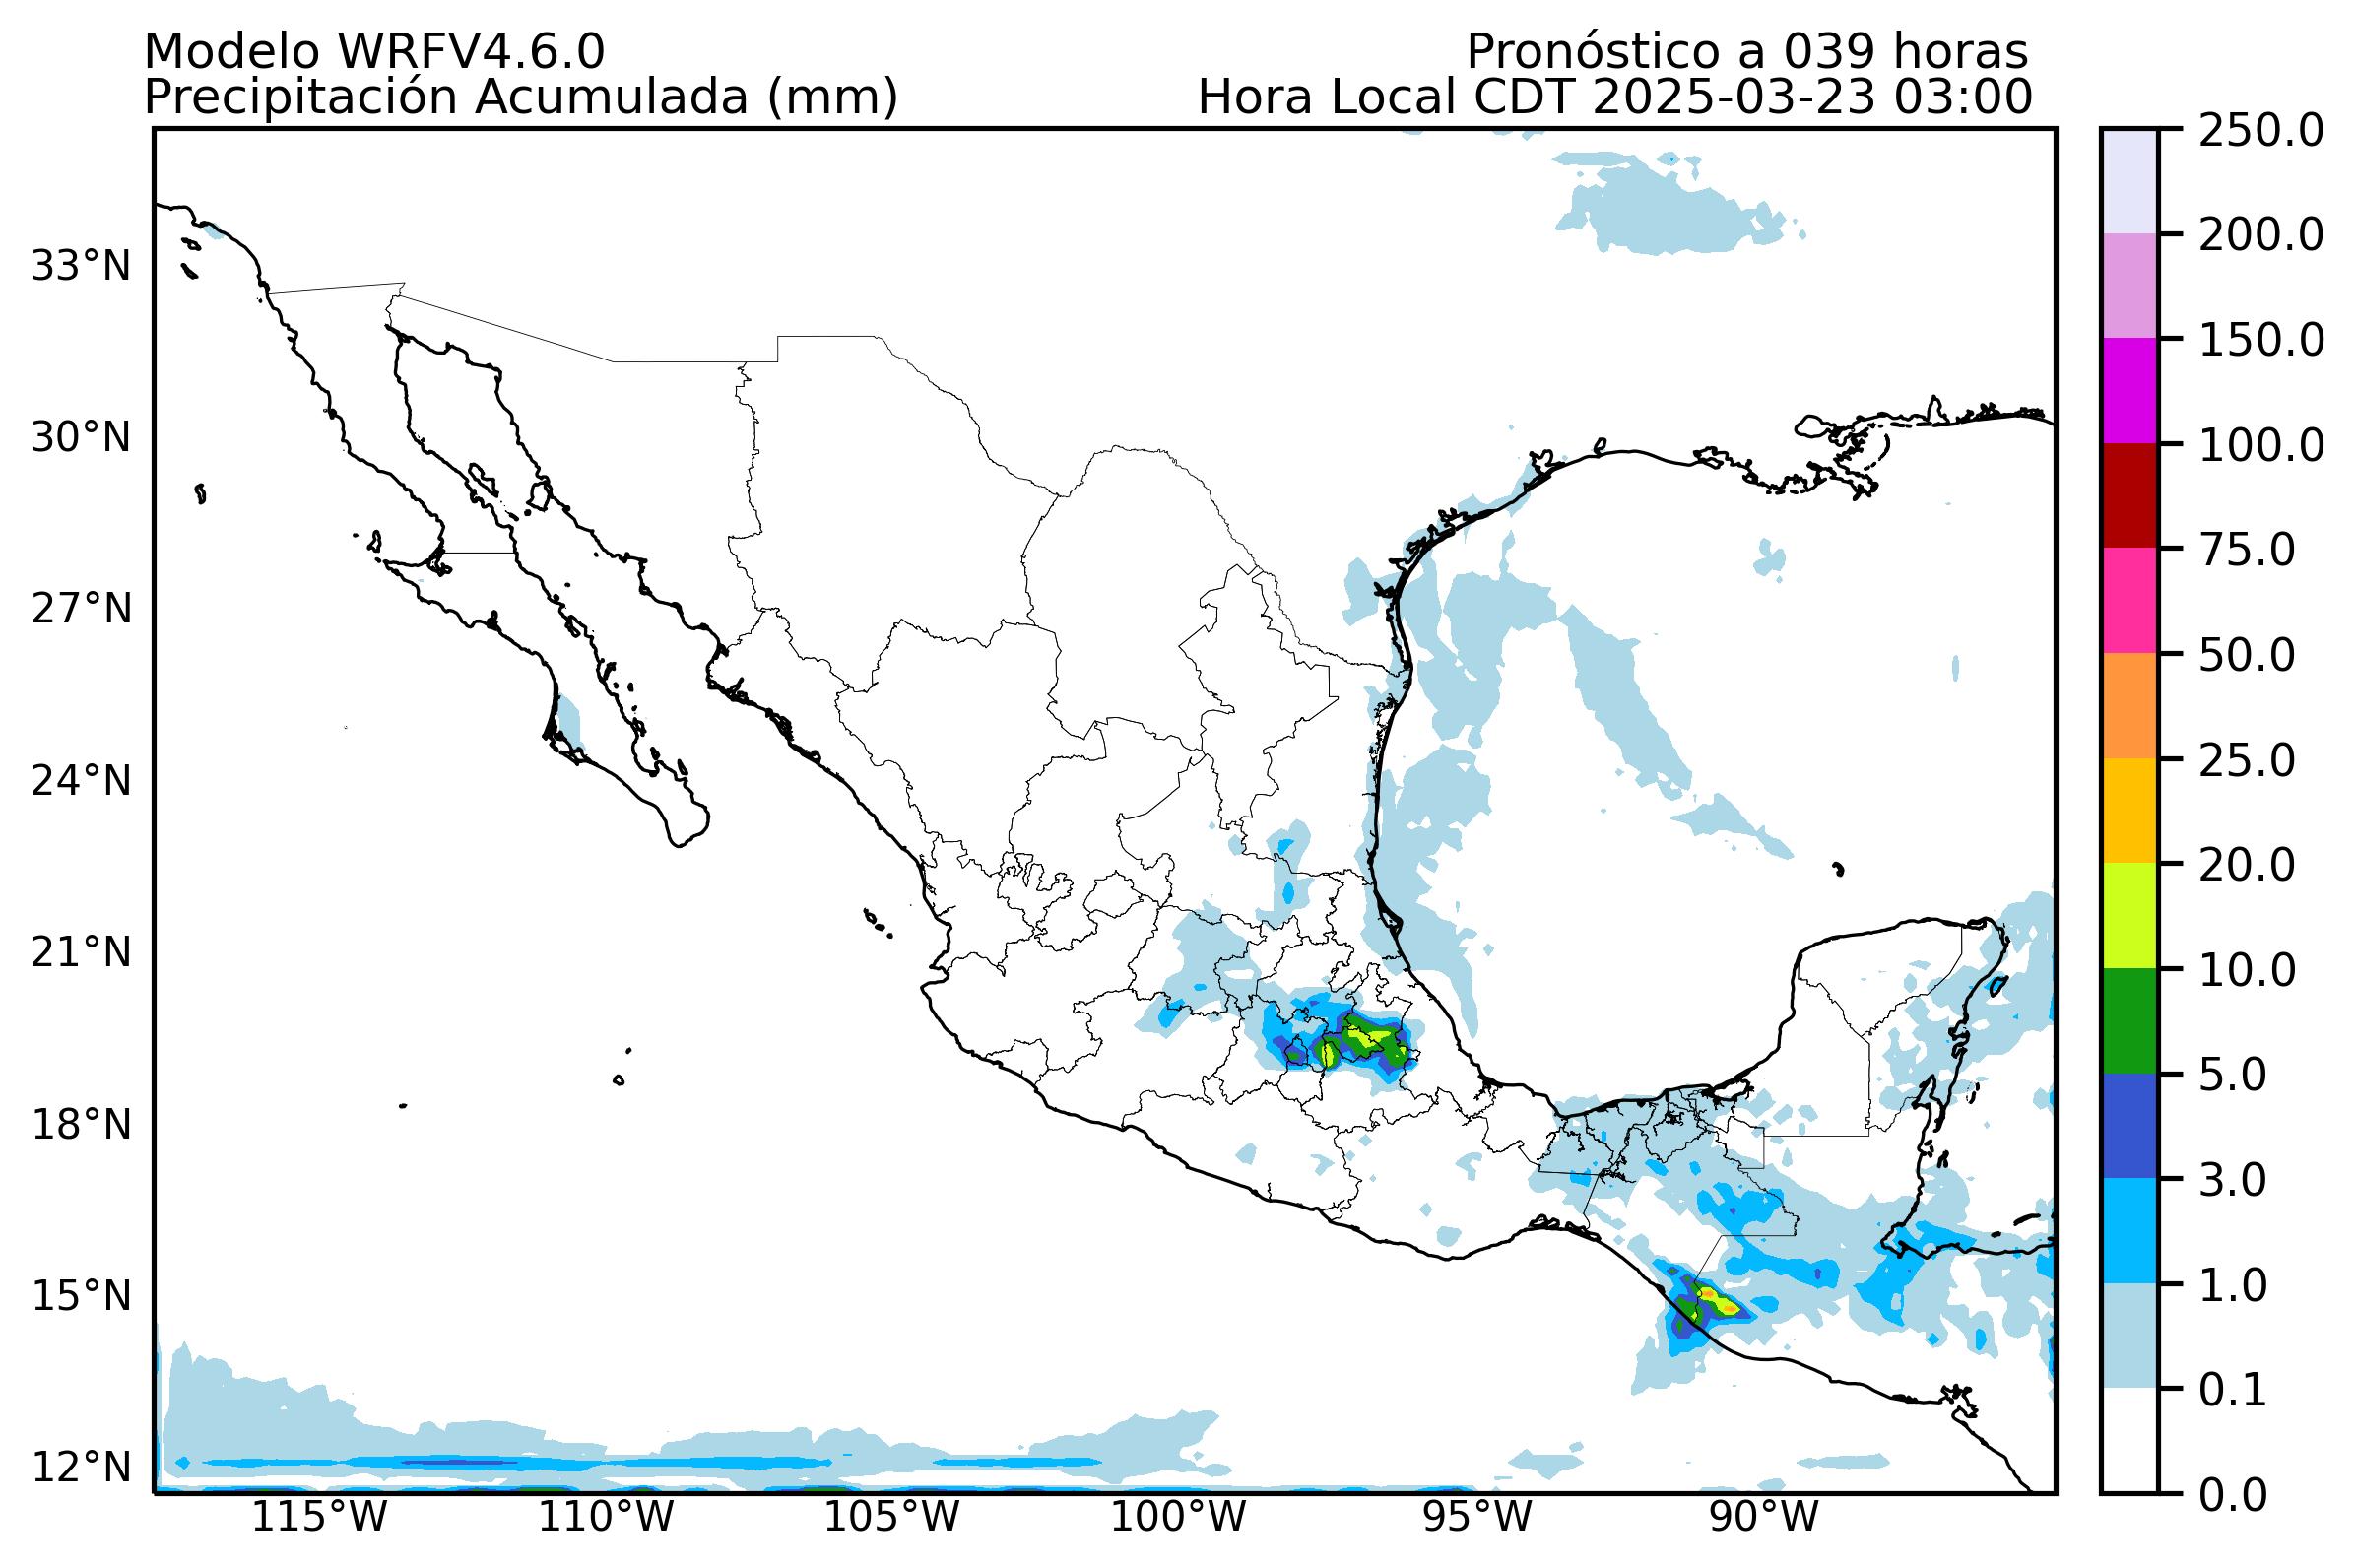 Modelo WRFV4.6.0
Pronóstico a 039 horas
Precipitación Acumulada (mm)
Hora Local CDT 2025-03-23 03:00
33°N
30°N
27°N
24°N
21°N
18°N
15°N
12°N
115°W
110°W
105°W
100°W
95°W
90°W
250.0
200.0
150.0
100.0
75.0
50.0
25.0
20.0
10.0
5.0
3.0
1.0
0.1
0.0